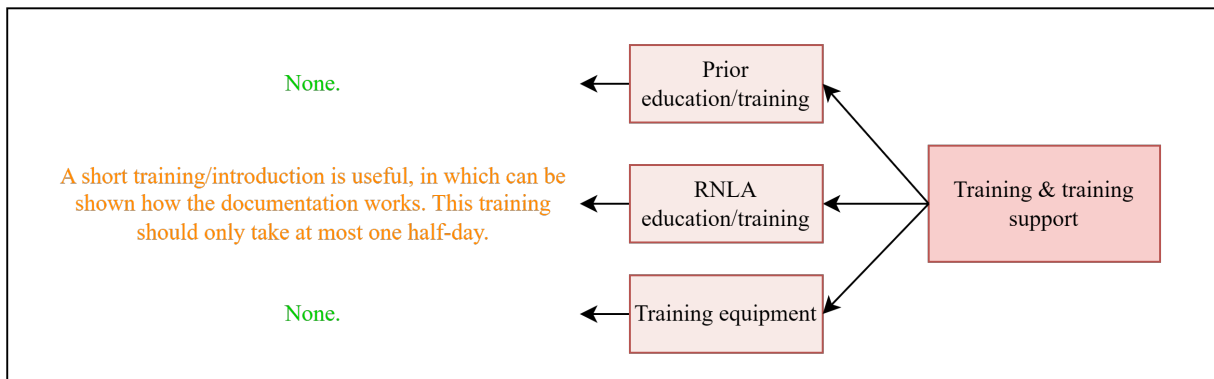 None.
Prior
education/training
A short training/introduction is useful, in which can be
shown how the documentation works. This training
should only take at most one half-day.
RNLA
education/training
Training & training
support
None.
Training equipment